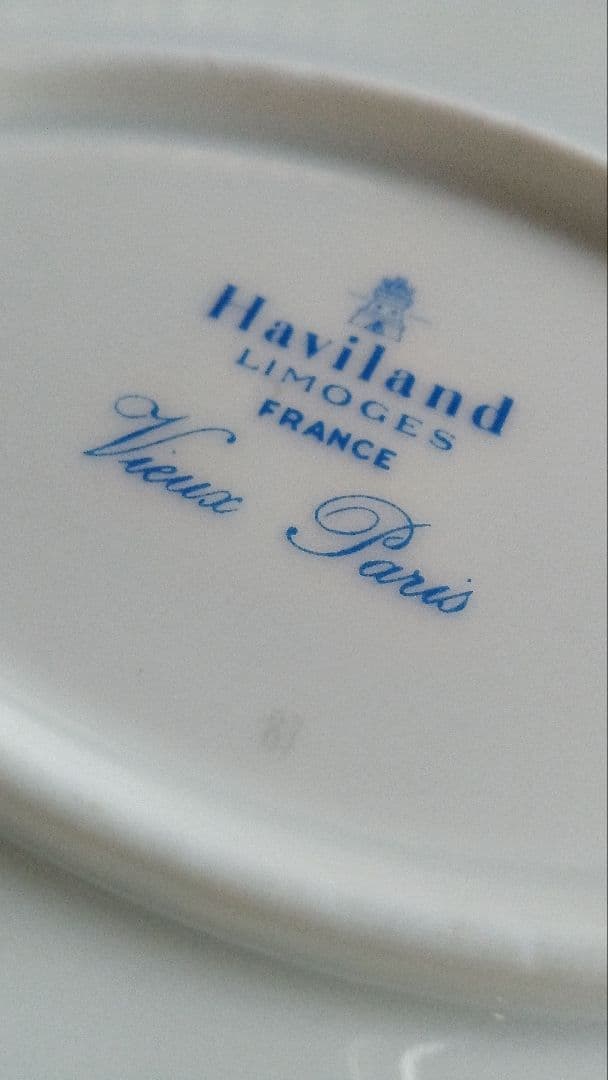 Haviland
LIMOGES
FRANCE
Vieux Paris